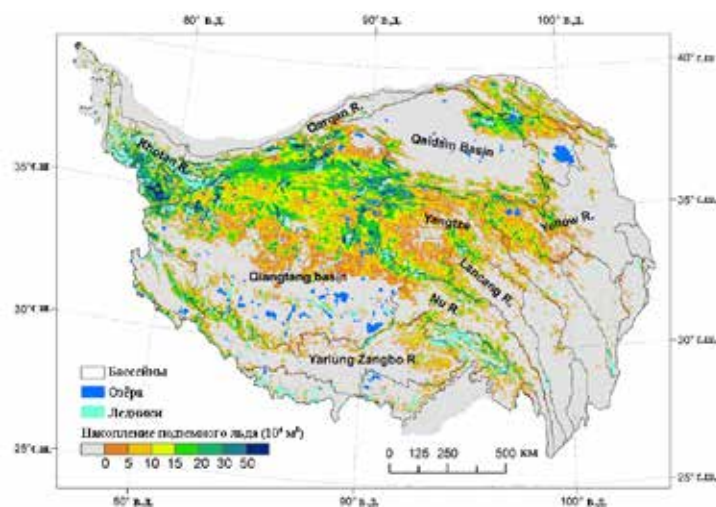 80° в.д. 90° в.д. 100° в.д.
40° с.ш
35° с.ш. 35° с.ш.
30° с.ш. 30° с.ш
25° с.ш. 25° с.ш.
Qarqan R.
Qaidam Basin
Khotan R.
Yangtze
Yellow R.
Lancang R.
Qiangtang basin
Nu R.
Yarlung Zangbo R.
Бассейны
Озёра
Ледники
Накопление подземного льда (10⁴ м³)
0 5 10 15 20 30 50
0 125 250 500 км
80° в.д. 90° в.д. 100° в.д.